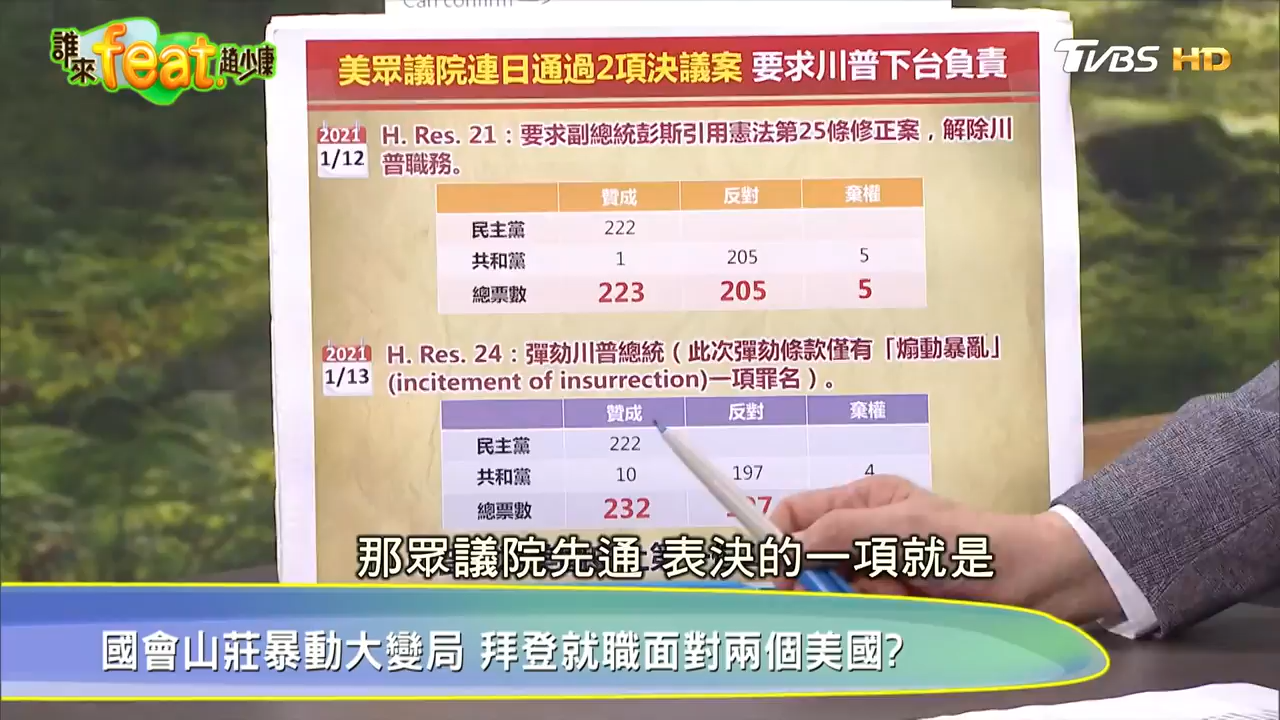 Can confirm
誰來feat.趙少康
TVBS HD
美眾議院連日通過2項決議案 要求川普下台負責
2021
1/12
H. Res. 21：要求副總統彭斯引用憲法第25條修正案，解除川
普職務。
贊成 反對 棄權
民主黨 222
共和黨 1 205 5
總票數 223 205 5
2021
1/13
H. Res. 24：彈劾川普總統（此次彈劾條款僅有「煽動暴亂」
(incitement of insurrection)一項罪名）。
贊成 反對 棄權
民主黨 222
共和黨 10 197 4
總票數 232
那眾議院先通 表決的一項就是
國會山莊暴動大變局 拜登就職面對兩個美國?